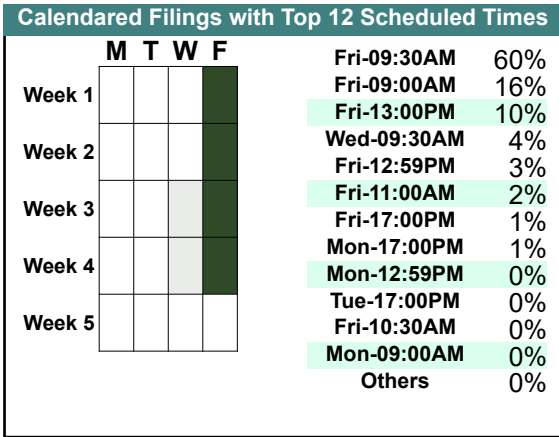 Calendared Filings with Top 12 Scheduled Times
M T W F
Week 1
Week 2
Week 3
Week 4
Week 5
Fri-09:30AM 60%
Fri-09:00AM 16%
Fri-13:00PM 10%
Wed-09:30AM 4%
Fri-12:59PM 3%
Fri-11:00AM 2%
Fri-17:00PM 1%
Mon-17:00PM 1%
Mon-12:59PM 0%
Tue-17:00PM 0%
Fri-10:30AM 0%
Mon-09:00AM 0%
Others 0%